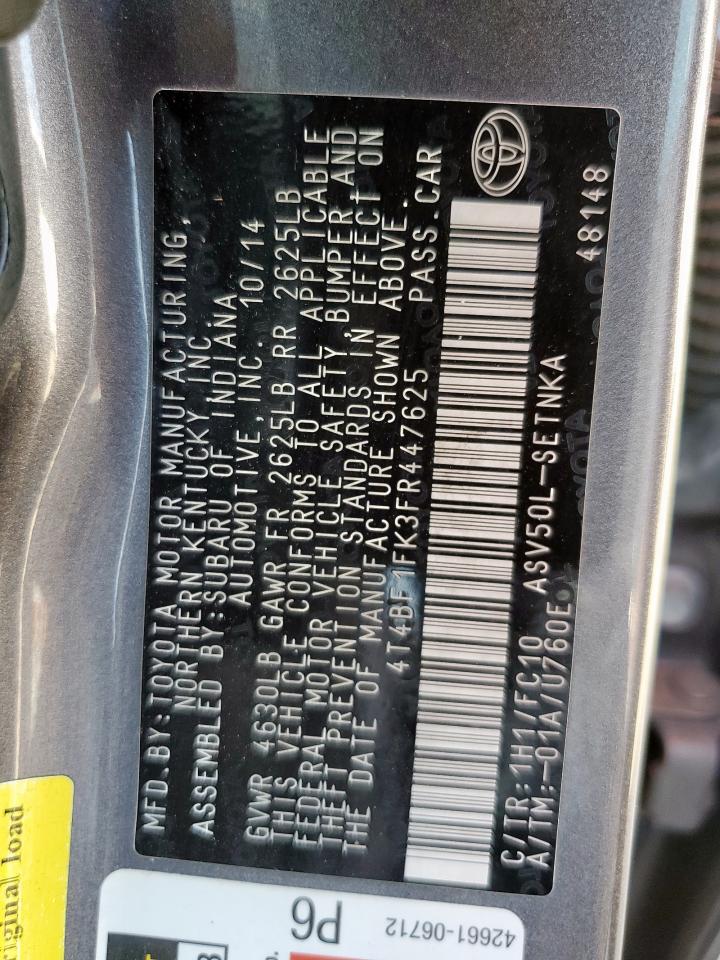 MFD.BY:TOYOTA MOTOR MANUFACTURING,
NORTHERN KENTUCKY, INC.
ASSEMBLED BY:SUBARU OF INDIANA
AUTOMOTIVE, INC. 10/14
GVWR 4630LB GAWR FR 2625LB RR 2625LB
THIS VEHICLE CONFORMS TO ALL APPLICABLE
FEDERAL MOTOR VEHICLE SAFETY, BUMPER, AND
THEFT PREVENTION STANDARDS IN EFFECT ON
THE DATE OF MANUFACTURE SHOWN ABOVE.
4T4BF1FK3FR447625 PASS.CAR
C/TR:1H1/FC10 ASV50L-SETNKA
A/TM:-01A/U760E 48148
original load
P6
42661-06712